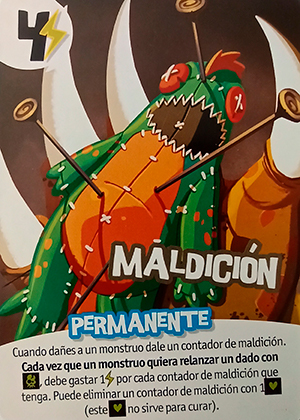 4
MALDICIÓN
PERMANENTE
Cuando dañes a un monstruo dale un contador de maldición.
Cada vez que un monstruo quiera relanzar un dado con
, debe gastar 1 por cada contador de maldición que
tenga. Puede eliminar un contador de maldición con 1
(este no sirve para curar).